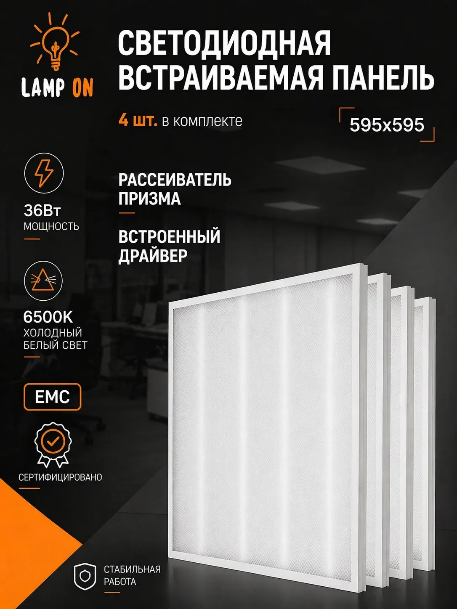 LAMP ON
СВЕТОДИОДНАЯ
ВСТРАИВАЕМАЯ ПАНЕЛЬ
4 шт. в комплекте
595x595
36Вт
МОЩНОСТЬ
РАССЕИВАТЕЛЬ
ПРИЗМА
ВСТРОЕННЫЙ
ДРАЙВЕР
6500K
ХОЛОДНЫЙ
БЕЛЫЙ СВЕТ
EMC
СЕРТИФИЦИРОВАНО
СТАБИЛЬНАЯ
РАБОТА